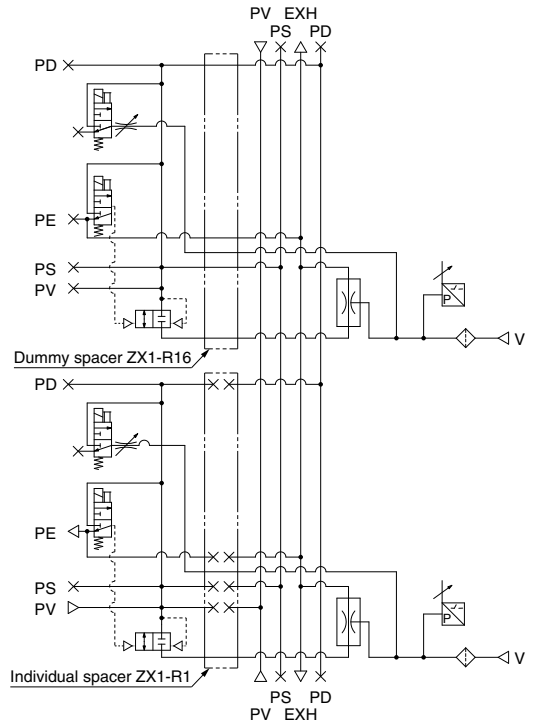 PV EXH
PS PD
PD
PE
PS
PV
P
V
Dummy spacer ZX1-R16
PD
PE
PS
PV
P
V
Individual spacer ZX1-R1
PS PD
PV EXH